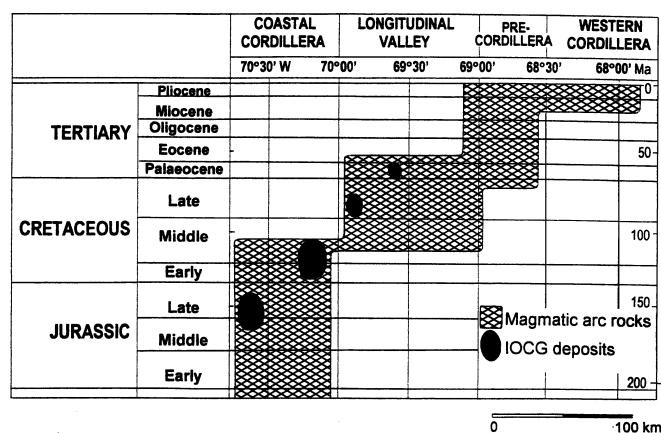 COASTAL CORDILLERA
LONGITUDINAL VALLEY
PRE-CORDILLERA
WESTERN CORDILLERA
70°30' W 70°00' 69°30' 69°00' 68°30' 68°00' Ma
TERTIARY
Pliocene
Miocene
Oligocene
Eocene
Palaeocene
CRETACEOUS
Late
Middle
Early
JURASSIC
Late
Middle
Early
0
50
100
150
200
Magmatic arc rocks
IOCG deposits
0 100 km